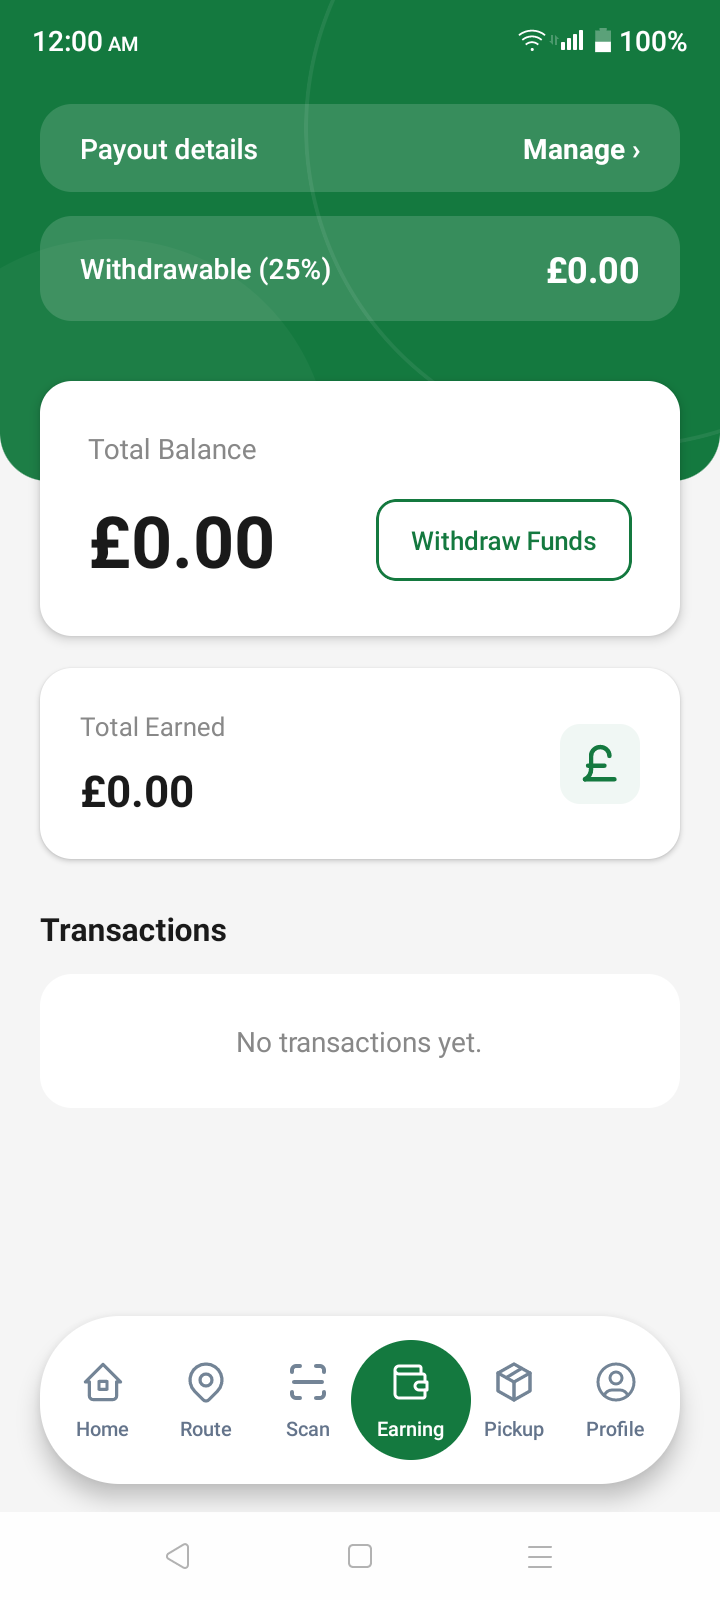 12:00 AM 100%
Payout details Manage ›
Withdrawable (25%) £0.00
Total Balance
£0.00 Withdraw Funds
Total Earned
£0.00 £
Transactions
No transactions yet.
Home Route Scan Earning Pickup Profile